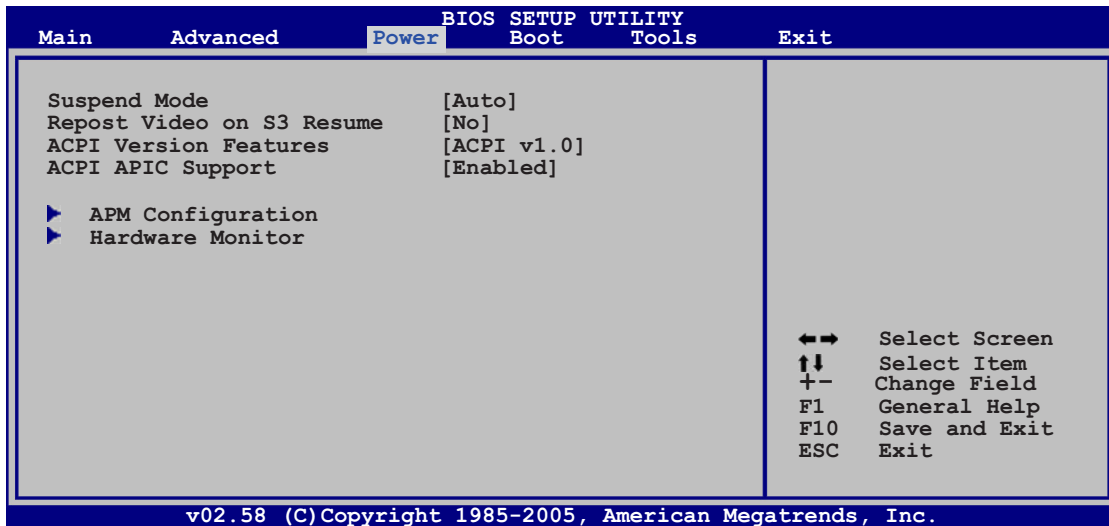 BIOS SETUP UTILITY
Main Advanced Power Boot Tools Exit
Suspend Mode [Auto]
Repost Video on S3 Resume [No]
ACPI Version Features [ACPI v1.0]
ACPI APIC Support [Enabled]
APM Configuration
Hardware Monitor
Select Screen
Select Item
+- Change Field
F1 General Help
F10 Save and Exit
ESC Exit
v02.58 (C)Copyright 1985-2005, American Megatrends, Inc.